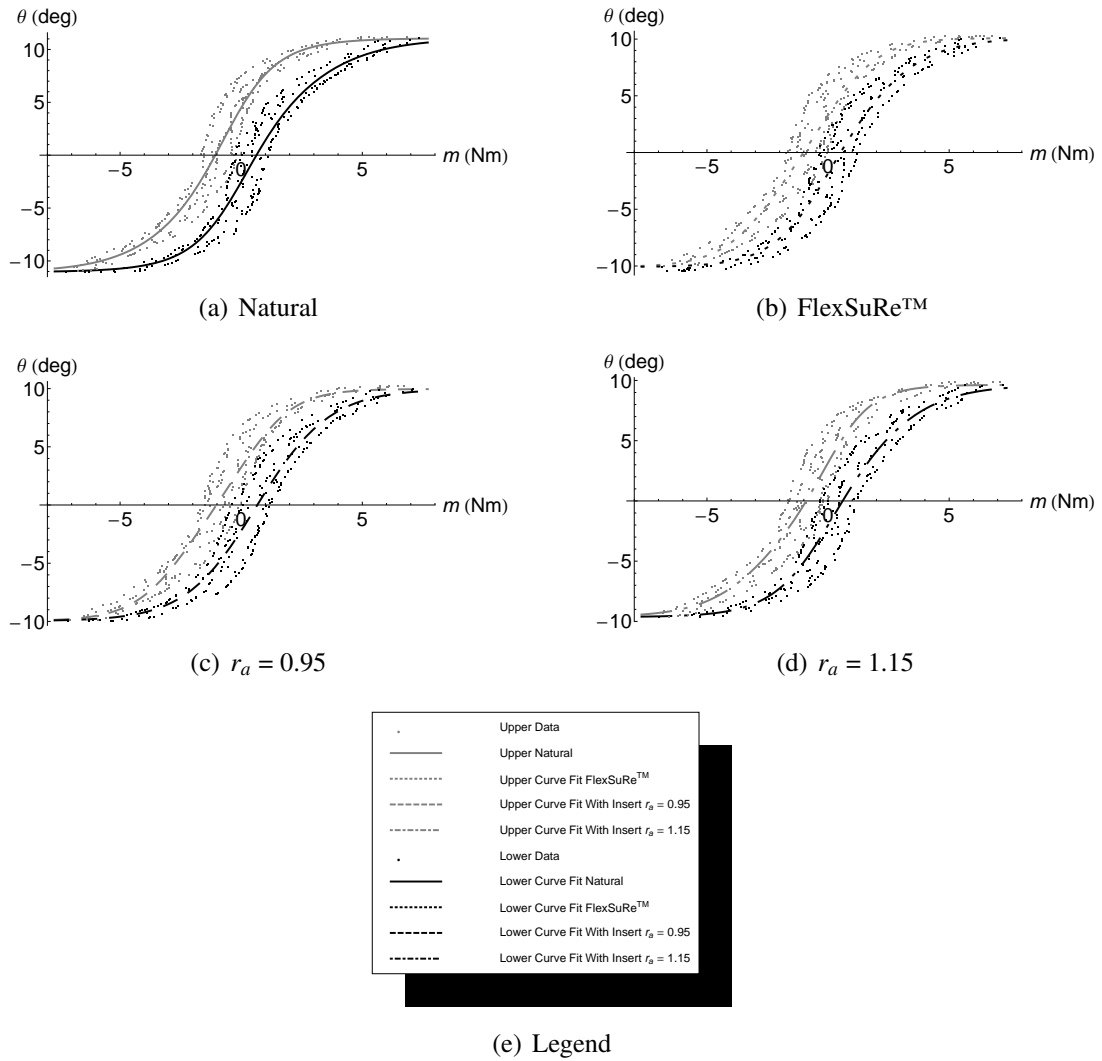 θ (deg)
10
5
−5
0
5
m (Nm)
−5
−10
(a) Natural
θ (deg)
10
5
−5
0
5
m (Nm)
−5
−10
(b) FlexSuRe™
θ (deg)
10
5
−5
0
5
m (Nm)
−5
−10
(c) r_a = 0.95
θ (deg)
10
5
−5
0
5
m (Nm)
−5
−10
(d) r_a = 1.15
Upper Data
Upper Natural
Upper Curve Fit FlexSuRe™
Upper Curve Fit With Insert r_a = 0.95
Upper Curve Fit With Insert r_a = 1.15
Lower Data
Lower Curve Fit Natural
Lower Curve Fit FlexSuRe™
Lower Curve Fit With Insert r_a = 0.95
Lower Curve Fit With Insert r_a = 1.15
(e) Legend